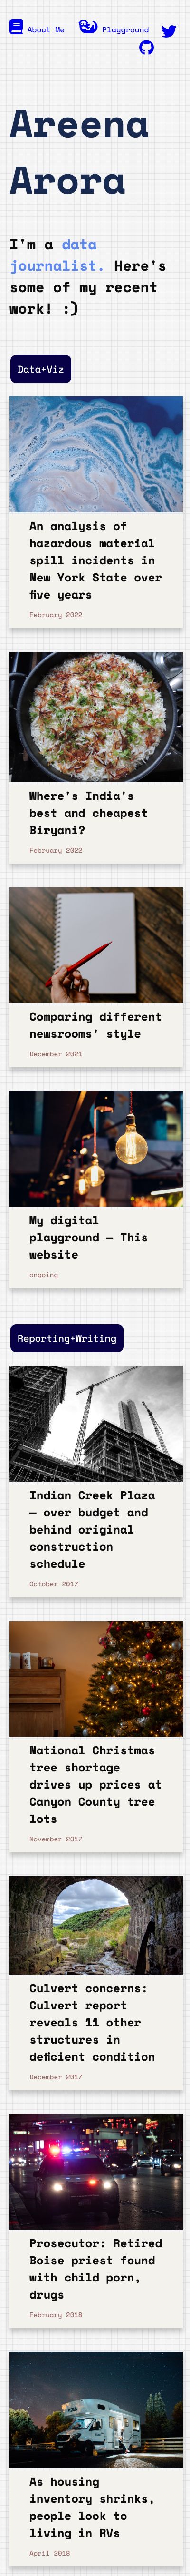 About Me
Playground
Areena
Arora
I'm a data
journalist. Here's
some of my recent
work! :)
Data+Viz
An analysis of
hazardous material
spill incidents in
New York State over
five years
February 2022
Where's India's
best and cheapest
Biryani?
February 2022
Comparing different
newsrooms' style
December 2021
My digital
playground — This
website
ongoing
Reporting+Writing
Indian Creek Plaza
— over budget and
behind original
construction
schedule
October 2017
National Christmas
tree shortage
drives up prices at
Canyon County tree
lots
November 2017
Culvert concerns:
Culvert report
reveals 11 other
structures in
deficient condition
December 2017
Prosecutor: Retired
Boise priest found
with child porn,
drugs
February 2018
As housing
inventory shrinks,
people look to
living in RVs
April 2018